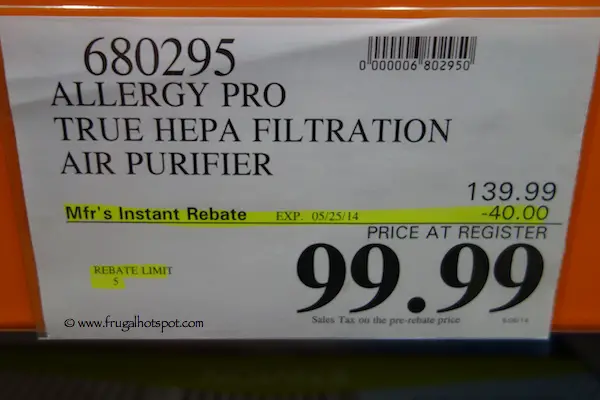 680295
0 000006 802950
ALLERGY PRO
TRUE HEPA FILTRATION
AIR PURIFIER
139.99
Mfr's Instant Rebate EXP. 05/25/14 -40.00
PRICE AT REGISTER
REBATE LIMIT
5
99.99
Sales Tax on the pre-rebate price
© www.frugalhotspot.com